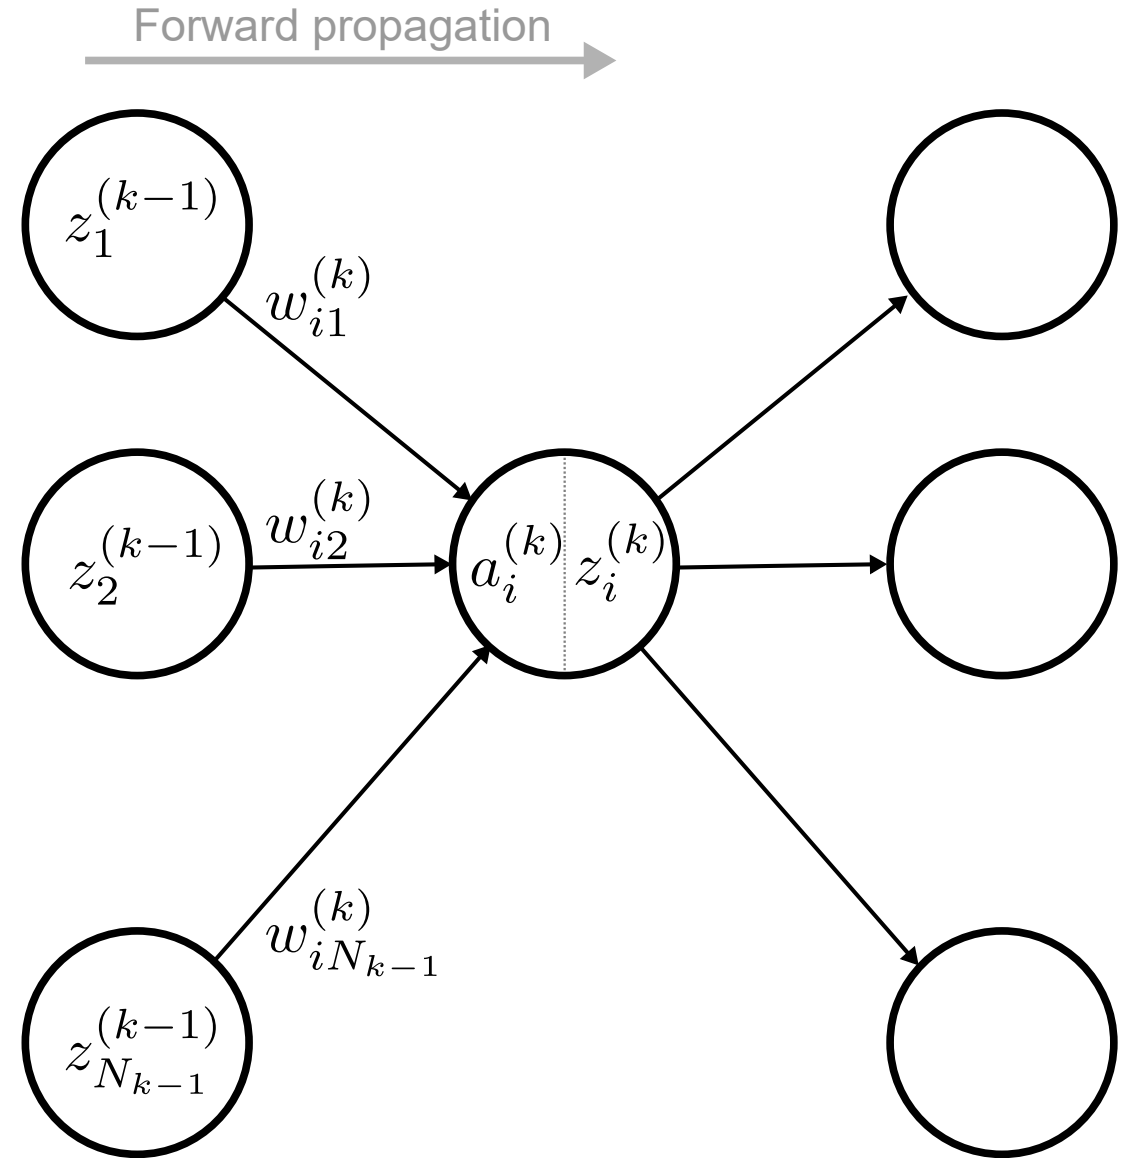 Forward propagation
z_1^{(k-1)}
w_{i1}^{(k)}
z_2^{(k-1)}
w_{i2}^{(k)}
a_i^{(k)}
z_i^{(k)}
w_{iN_{k-1}}^{(k)}
z_{N_{k-1}}^{(k-1)}